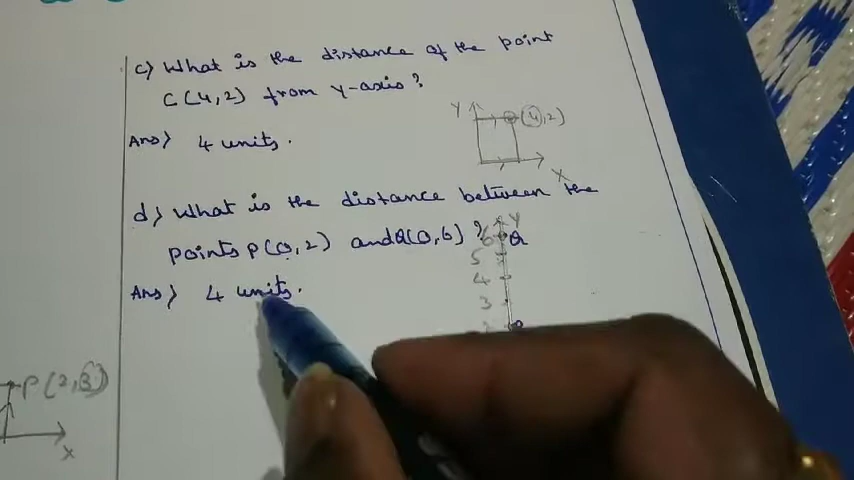 c) What is the distance of the point
C(4,2) from Y-axis?
Y
(4,2)
Ans) 4 units.
X
d) What is the distance between the
points P(0,2) and Q(0,6)?
Y
6 Q
5
Ans) 4 units.
4
3
P(2,3)
X